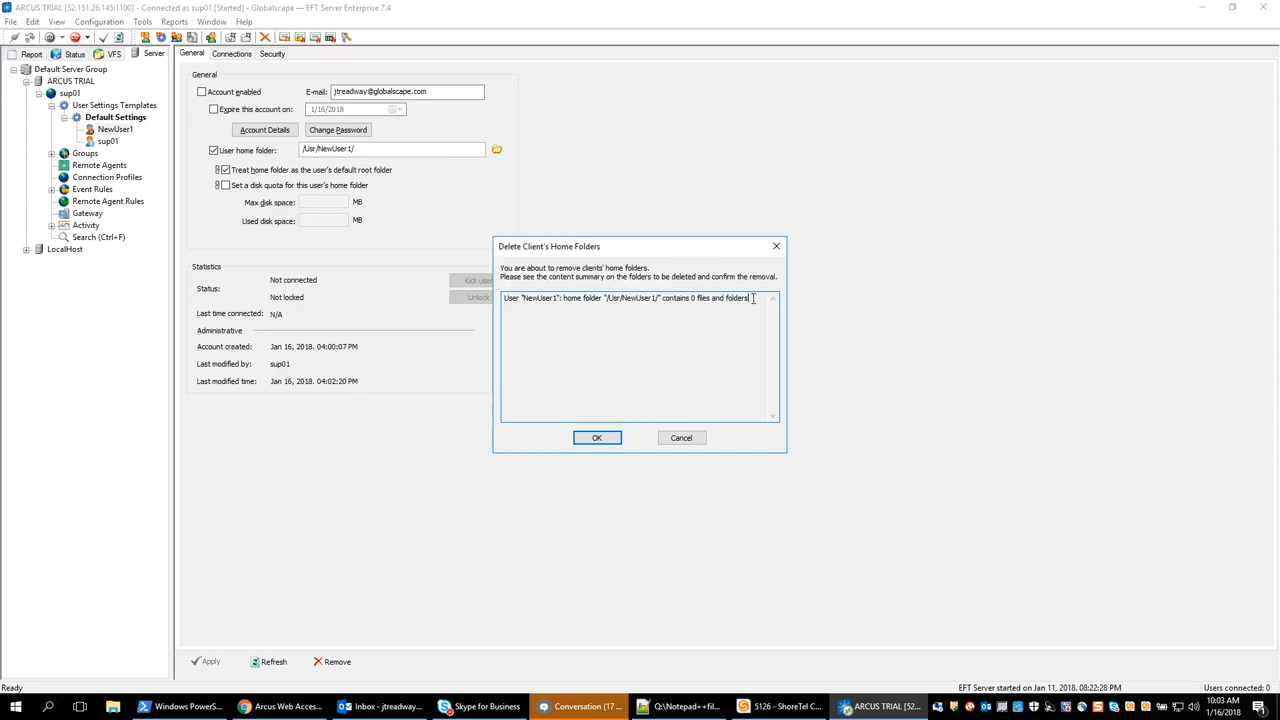 ARCUS TRIAL [52.151.26.145:1100] - Connected as sup01 [Started] - Globalscape - EFT Server Enterprise 7.4
File Edit View Configuration Tools Reports Window Help
Report Status VFS Server
Default Server Group
ARCUS TRIAL
sup01
User Settings Templates
Default Settings
NewUser1
sup01
Groups
Remote Agents
Connection Profiles
Event Rules
Remote Agent Rules
Gateway
Activity
Search (Ctrl+F)
LocalHost
General Connections Security
General
Account enabled E-mail: jtreadway@globalscape.com
Expire this account on: 1/16/2018
Account Details Change Password
User home folder: /Usr/NewUser1/
Treat home folder as the user's default root folder
Set a disk quota for this user's home folder
Max disk space: MB
Used disk space: MB
Statistics
Status: Not connected Kick user
Not locked Unlock
Last time connected: N/A
Administrative
Account created: Jan 16, 2018. 04:00:07 PM
Last modified by: sup01
Last modified time: Jan 16, 2018. 04:02:20 PM
Delete Client's Home Folders
You are about to remove clients' home folders.
Please see the content summary on the folders to be deleted and confirm the removal.
User "NewUser1": home folder "/Usr/NewUser1/" contains 0 files and folders
OK Cancel
Apply Refresh Remove
Ready EFT Server started on Jan 11, 2018. 08:22:28 PM Users connected: 0
Windows PowerS... Arcus Web Acces... Inbox - jtreadway... Skype for Business Conversation (17 ... Q:\Notepad++fil... 5126 - ShoreTel C... ARCUS TRIAL [52...
10:03 AM
1/16/2018